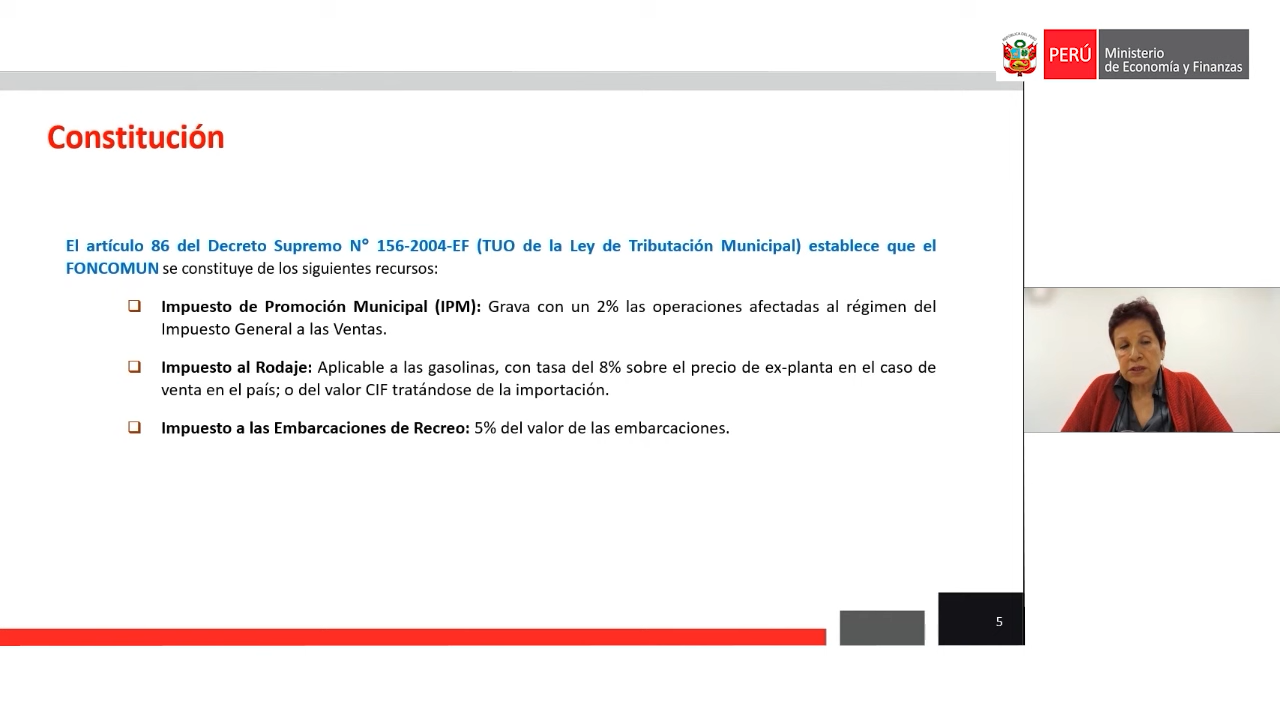 REPÚBLICA DEL PERÚ
PERÚ
Ministerio
de Economía y Finanzas
Constitución
El artículo 86 del Decreto Supremo N° 156-2004-EF (TUO de la Ley de Tributación Municipal) establece que el
FONCOMUN se constituye de los siguientes recursos:
❑ Impuesto de Promoción Municipal (IPM): Grava con un 2% las operaciones afectadas al régimen del
Impuesto General a las Ventas.
❑ Impuesto al Rodaje: Aplicable a las gasolinas, con tasa del 8% sobre el precio de ex-planta en el caso de
venta en el país; o del valor CIF tratándose de la importación.
❑ Impuesto a las Embarcaciones de Recreo: 5% del valor de las embarcaciones.
5